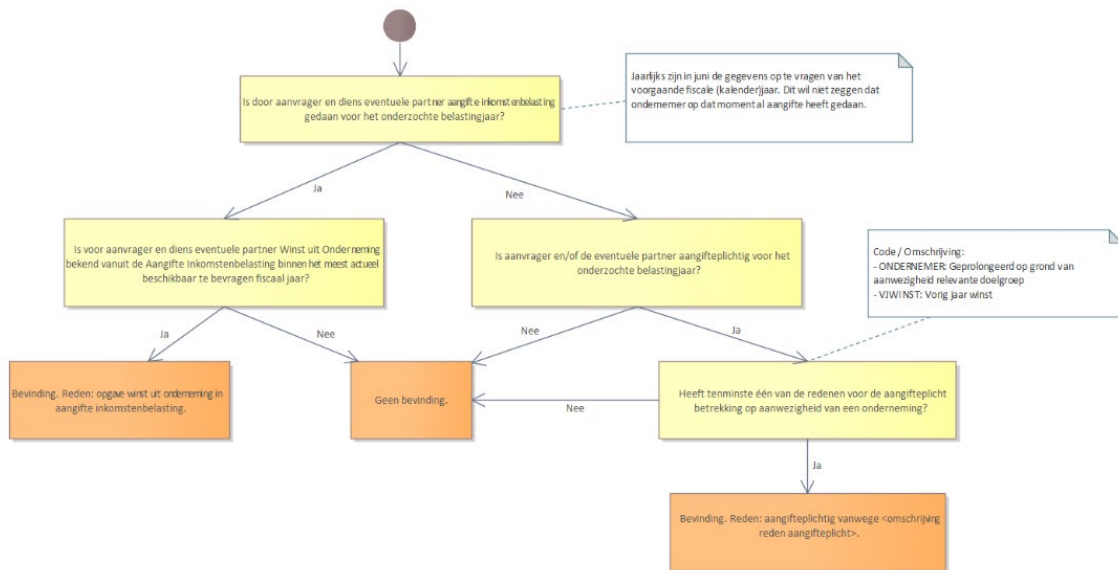 Is door aanvrager en diens eventuele partner aangifte inkomstenbelasting
gedaan voor het onderzochte belastingjaar?
Jaarlijks zijn in juni de gegevens op te vragen van het
voorgaande fiscale (kalender)jaar. Dit wil niet zeggen dat
ondernemer op dat moment al aangifte heeft gedaan.
Ja
Nee
Is voor aanvrager en diens eventuele partner Winst uit Onderneming
bekend vanuit de Aangifte Inkomstenbelasting binnen het meest actueel
beschikbaar te bevragen fiscaal jaar?
Is aanvrager en/of de eventuele partner aangifteplichtig voor het
onderzochte belastingjaar?
Code / Omschrijving:
- ONDERNEMER: Geprolongeerd op grond van
aanwezigheid relevante doelgroep
- VJWINST: Vorig jaar winst
Ja
Nee
Nee
Ja
Bevinding. Reden: opgave winst uit onderneming in
aangifte inkomstenbelasting.
Geen bevinding.
Nee
Heeft tenminste één van de redenen voor de aangifteplicht
betrekking op aanwezigheid van een onderneming?
Ja
Bevinding. Reden: aangifteplichtig vanwege <omschrijving
reden aangifteplicht>.